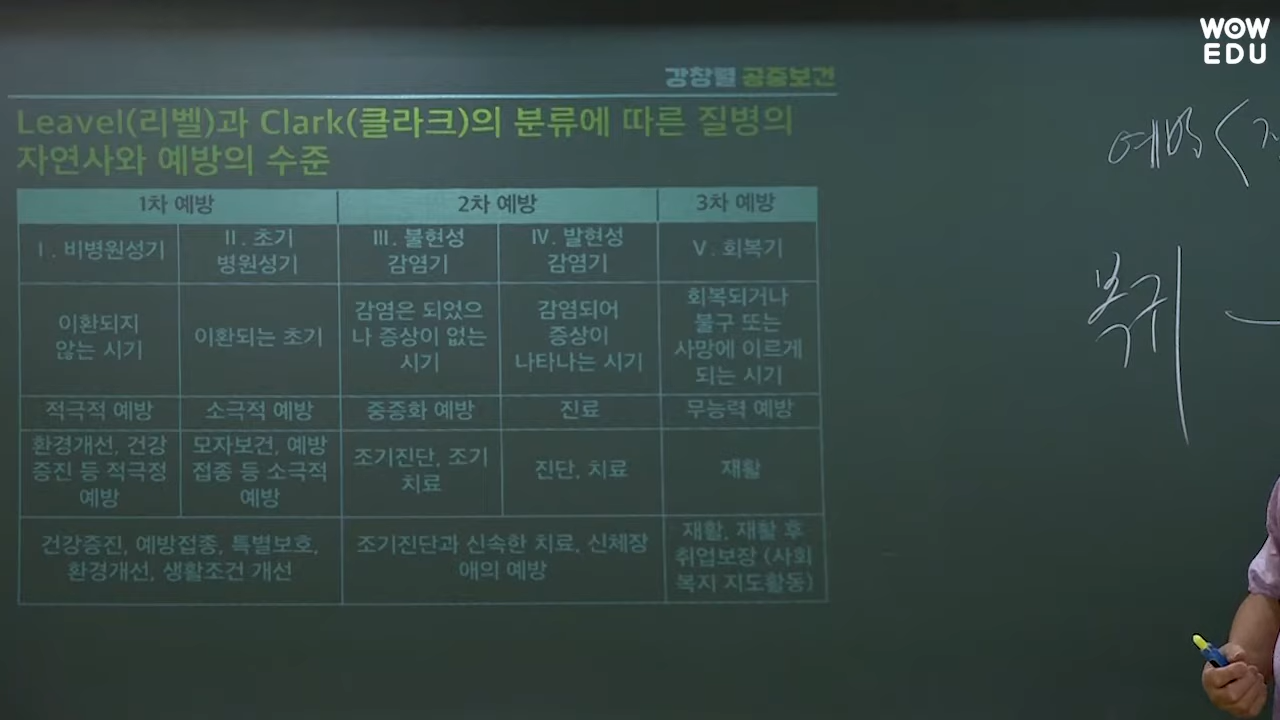 WOW
EDU
강창렬 공중보건
Leavel(리벨)과 Clark(클라크)의 분류에 따른 질병의
자연사와 예방의 수준
1차 예방
2차 예방
3차 예방
Ⅰ. 비병원성기
Ⅱ. 초기
병원성기
Ⅲ. 불현성
감염기
Ⅳ. 발현성
감염기
Ⅴ. 회복기
이환되지
않는 시기
이환되는 초기
감염은 되었으
나 증상이 없는
시기
감염되어
증상이
나타나는 시기
회복되거나
불구 또는
사망에 이르게
되는 시기
적극적 예방
소극적 예방
중증화 예방
진료
무능력 예방
환경개선, 건강
증진 등 적극정
예방
모자보건, 예방
접종 등 소극적
예방
조기진단, 조기
치료
진단, 치료
재활
건강증진, 예방접종, 특별보호,
환경개선, 생활조건 개선
조기진단과 신속한 치료, 신체장
애의 예방
재활, 재활 후
취업보장 (사회
복지 지도활동)
예방
복귀